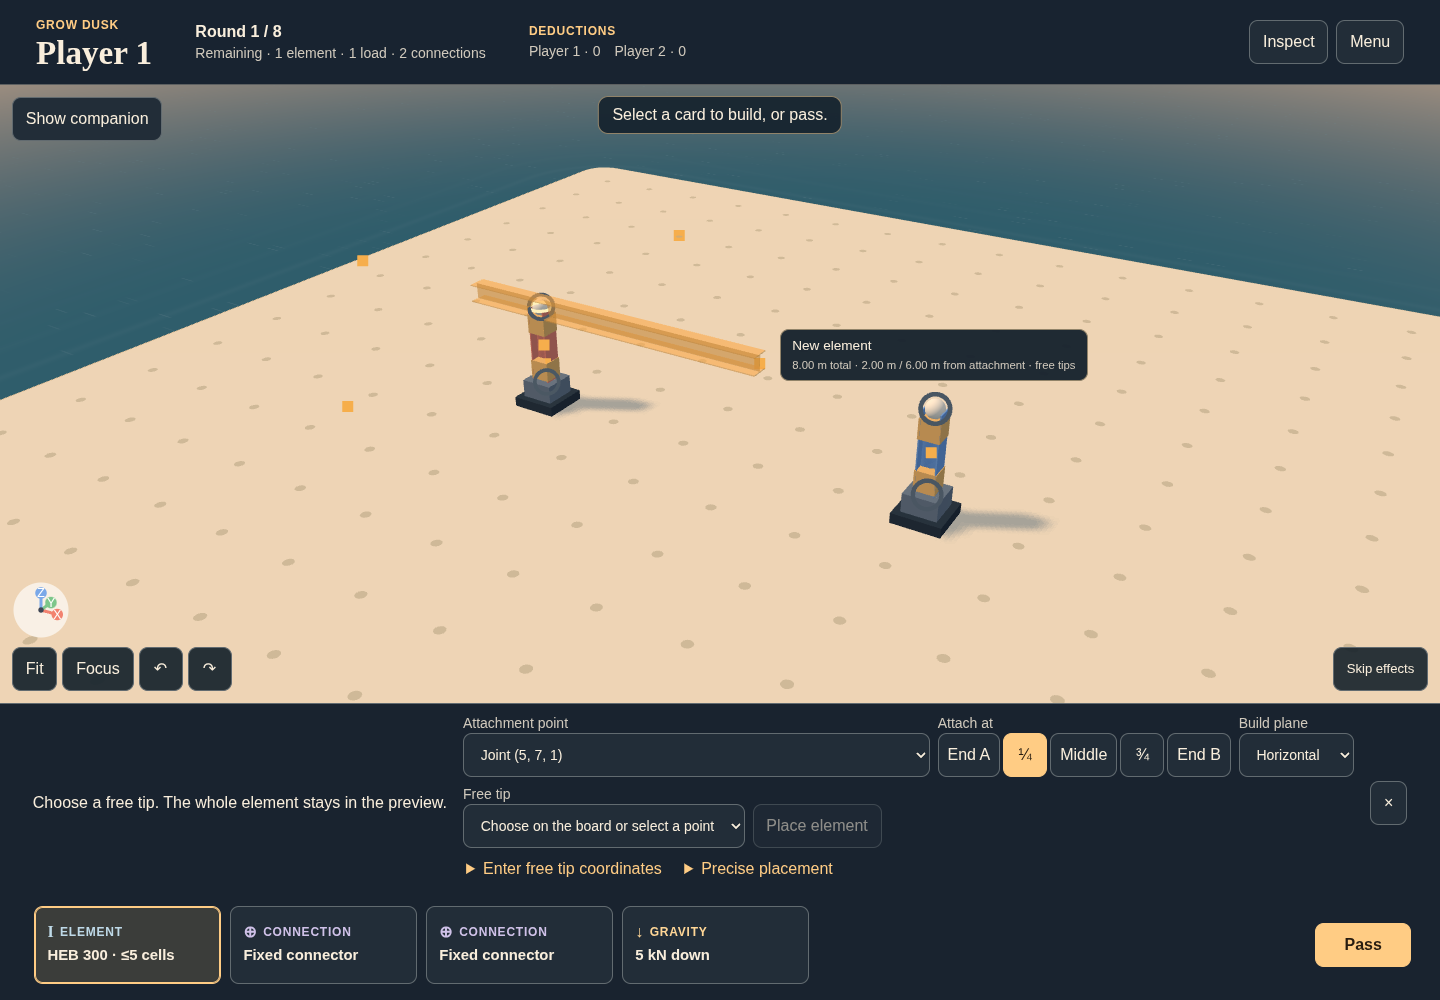 GROW DUSK
Player 1
Round 1 / 8
Remaining · 1 element · 1 load · 2 connections
DEDUCTIONS
Player 1 · 0 Player 2 · 0
Inspect
Menu
Show companion
Select a card to build, or pass.
New element
8.00 m total · 2.00 m / 6.00 m from attachment · free tips
Z
Y
X
Fit
Focus
↶
↷
Skip effects
Choose a free tip. The whole element stays in the preview.
Attachment point
Joint (5, 7, 1)
Attach at
End A
¼
Middle
¾
End B
Build plane
Horizontal
Free tip
Choose on the board or select a point
Place element
×
▶ Enter free tip coordinates
▶ Precise placement
I ELEMENT
HEB 300 · ≤5 cells
⊕ CONNECTION
Fixed connector
⊕ CONNECTION
Fixed connector
↓ GRAVITY
5 kN down
Pass